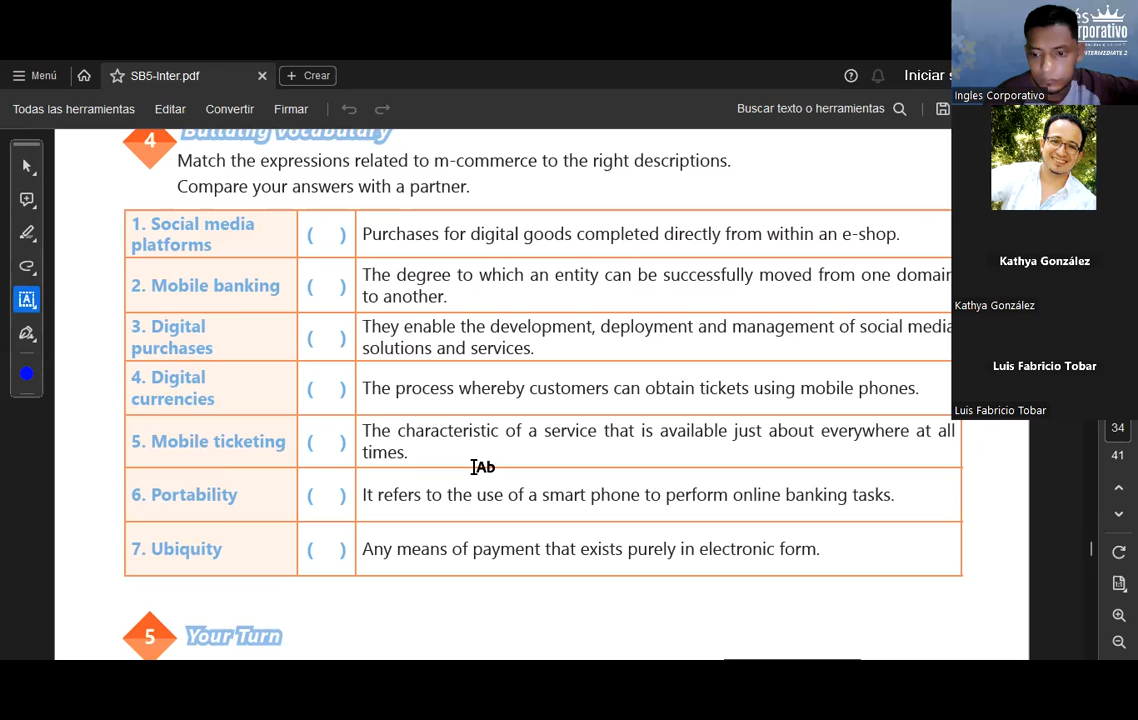 Menú
SB5-Inter.pdf
Crear
Iniciar s
Todas las herramientas
Editar
Convertir
Firmar
Buscar texto o herramientas
és
orporativo
INTERMEDIATE 2
Ingles Corporativo
4 Building Vocabulary
Match the expressions related to m-commerce to the right descriptions.
Compare your answers with a partner.
1. Social media platforms ( ) Purchases for digital goods completed directly from within an e-shop.
2. Mobile banking ( ) The degree to which an entity can be successfully moved from one domain
to another.
3. Digital purchases ( ) They enable the development, deployment and management of social media
solutions and services.
4. Digital currencies ( ) The process whereby customers can obtain tickets using mobile phones.
5. Mobile ticketing ( ) The characteristic of a service that is available just about everywhere at all
times.
Ab
6. Portability ( ) It refers to the use of a smart phone to perform online banking tasks.
7. Ubiquity ( ) Any means of payment that exists purely in electronic form.
5 Your Turn
Kathya González
Kathya González
Luis Fabricio Tobar
Luis Fabricio Tobar
34
41